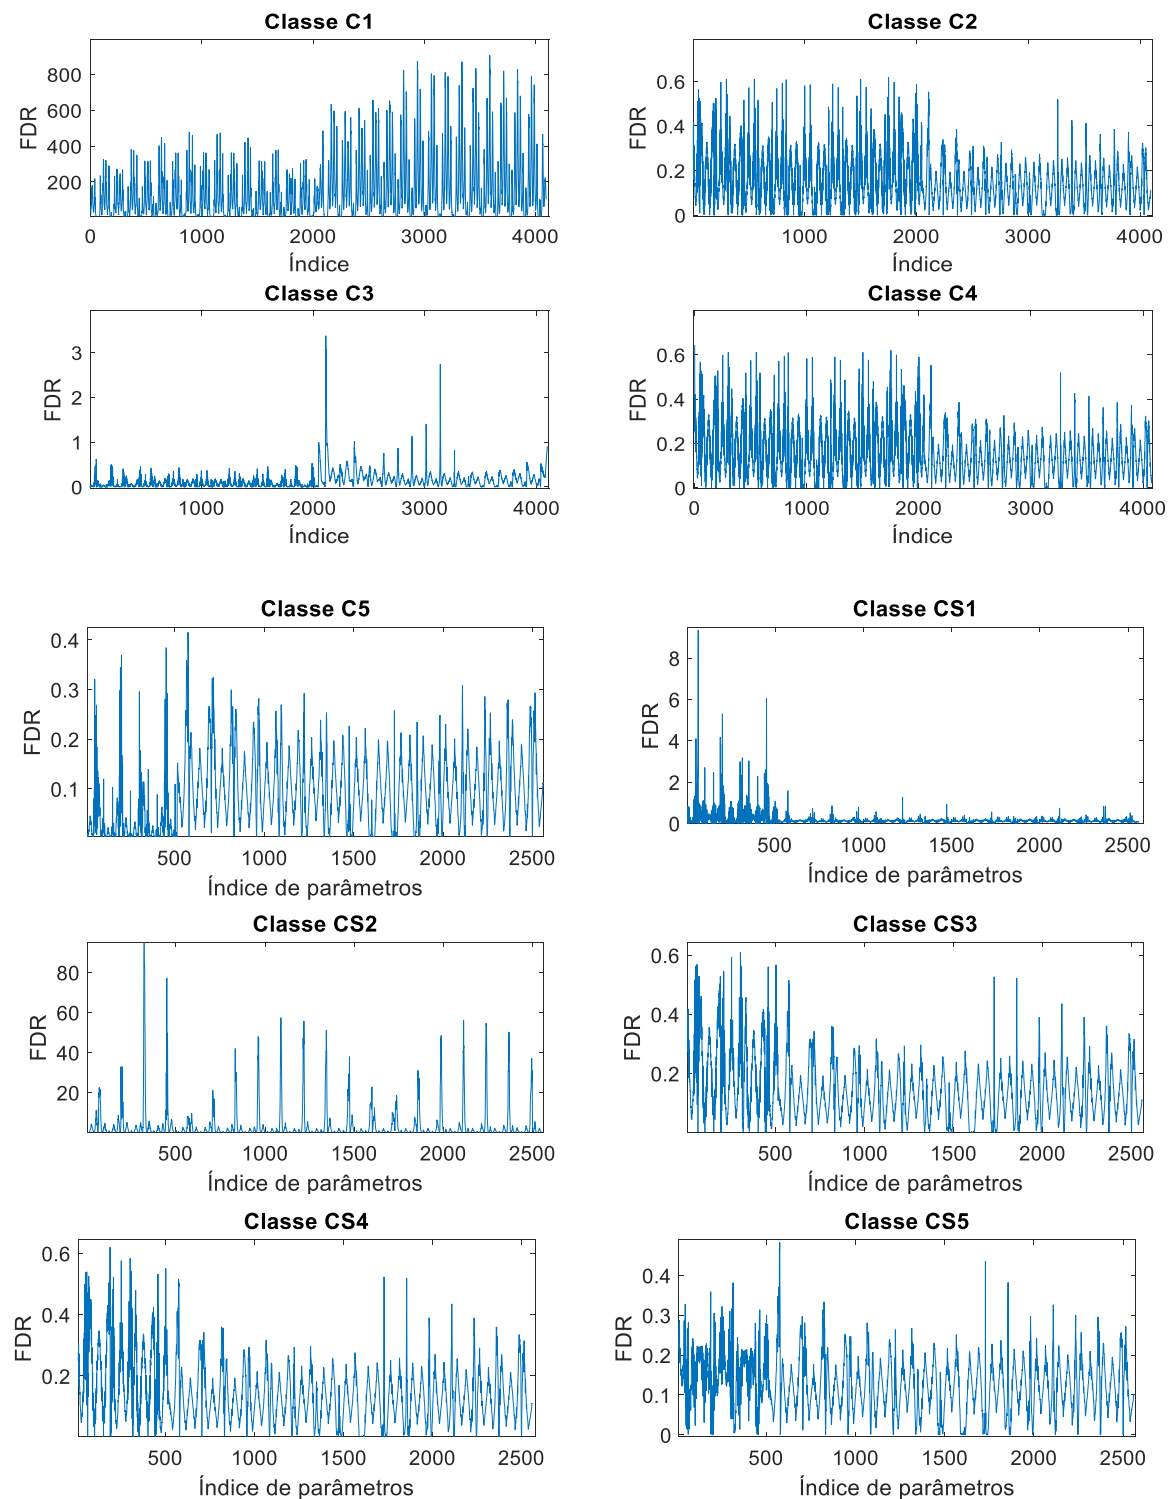 Classe C1
FDR
800
600
400
200
0 1000 2000 3000 4000
Índice
Classe C2
FDR
0.6
0.4
0.2
0
1000 2000 3000 4000
Índice
Classe C3
FDR
3
2
1
0
1000 2000 3000 4000
Índice
Classe C4
FDR
0.6
0.4
0.2
0
0 1000 2000 3000 4000
Índice
Classe C5
FDR
0.4
0.3
0.2
0.1
500 1000 1500 2000 2500
Índice de parâmetros
Classe CS1
FDR
8
6
4
2
0
500 1000 1500 2000 2500
Índice de parâmetros
Classe CS2
FDR
80
60
40
20
500 1000 1500 2000 2500
Índice de parâmetros
Classe CS3
FDR
0.6
0.4
0.2
500 1000 1500 2000 2500
Índice de parâmetros
Classe CS4
FDR
0.6
0.4
0.2
500 1000 1500 2000 2500
Índice de parâmetros
Classe CS5
FDR
0.4
0.3
0.2
0.1
0
500 1000 1500 2000 2500
Índice de parâmetros